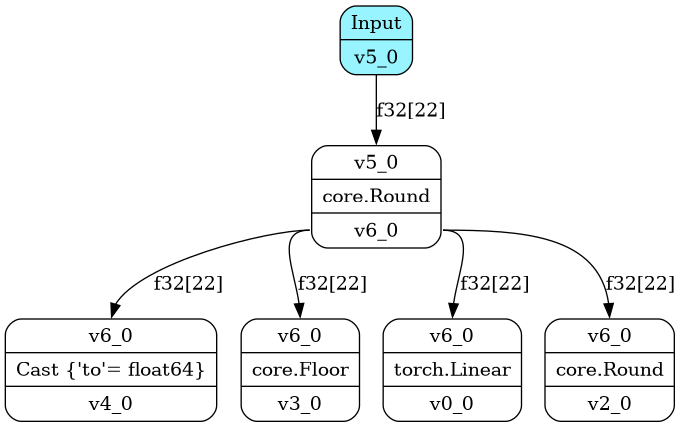 Input
v5_0
f32[22]
v5_0
core.Round
v6_0
f32[22]
f32[22]
f32[22]
f32[22]
v6_0
Cast {'to'= float64}
v4_0
v6_0
core.Floor
v3_0
v6_0
torch.Linear
v0_0
v6_0
core.Round
v2_0